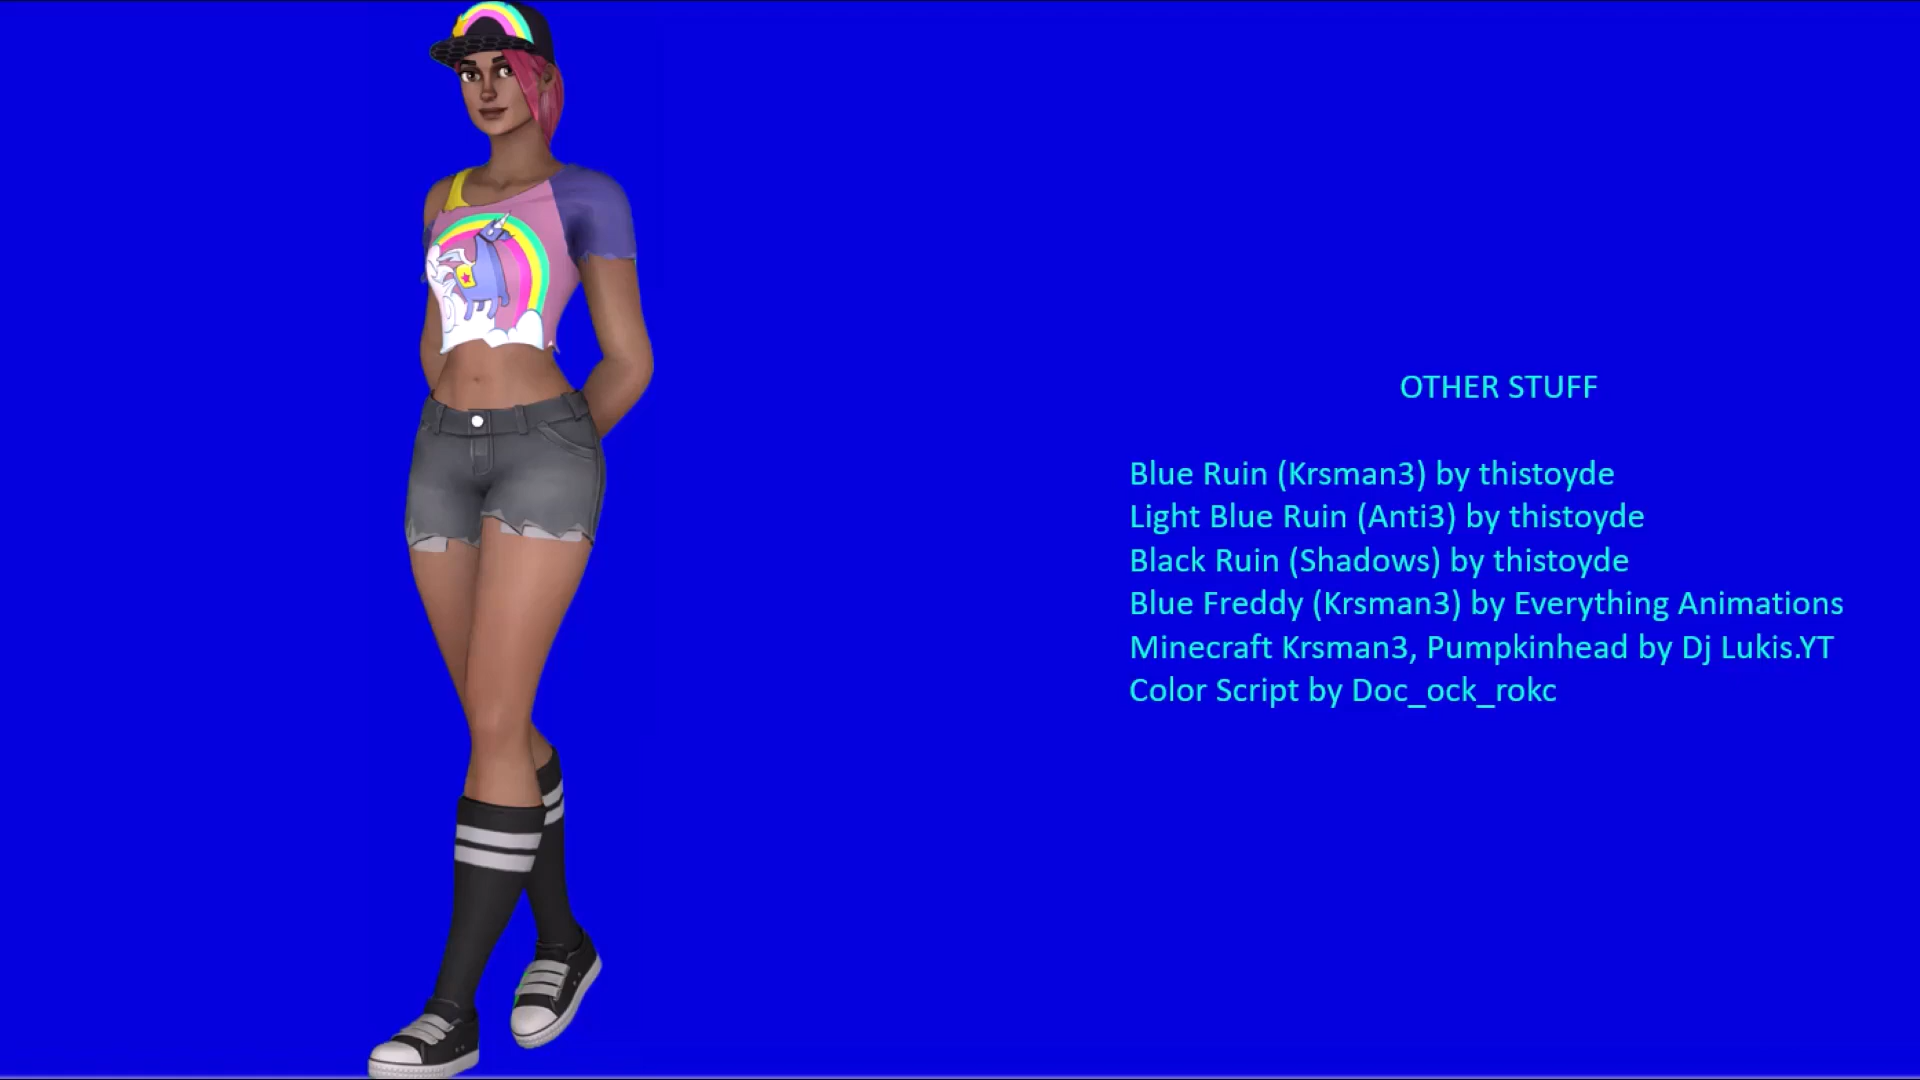 OTHER STUFF
Blue Ruin (Krsman3) by thistoyde
Light Blue Ruin (Anti3) by thistoyde
Black Ruin (Shadows) by thistoyde
Blue Freddy (Krsman3) by Everything Animations
Minecraft Krsman3, Pumpkinhead by Dj Lukis.YT
Color Script by Doc_ock_rokc